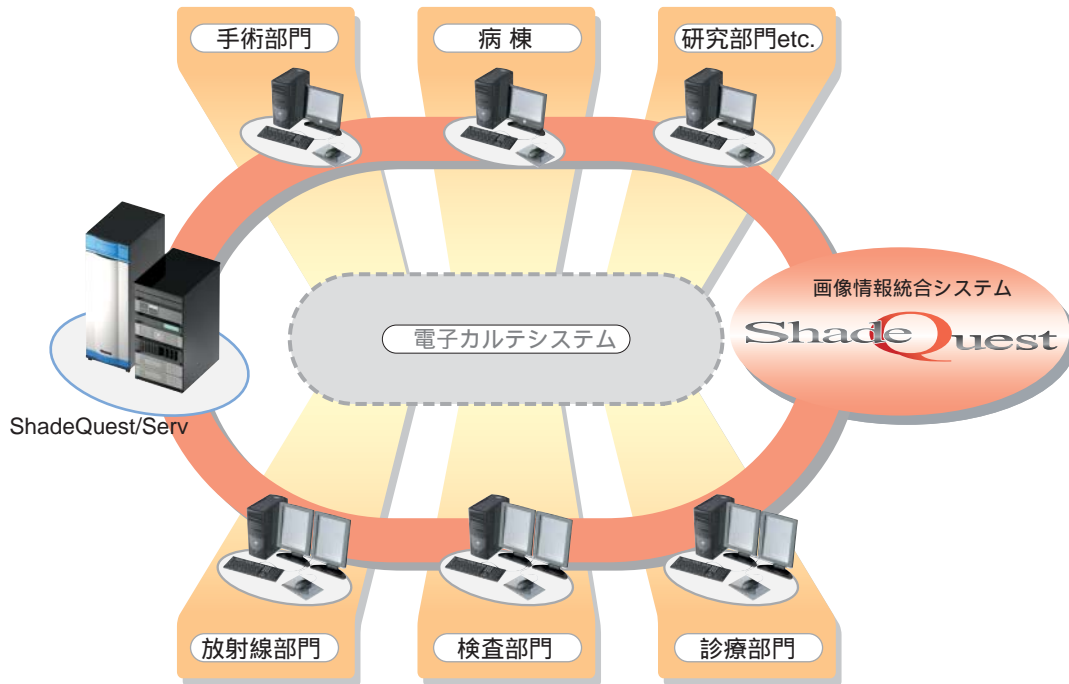 手術部門
病 棟
研究部門etc.
画像情報統合システム
ShadeQuest
電子カルテシステム
ShadeQuest/Serv
放射線部門
検査部門
診療部門